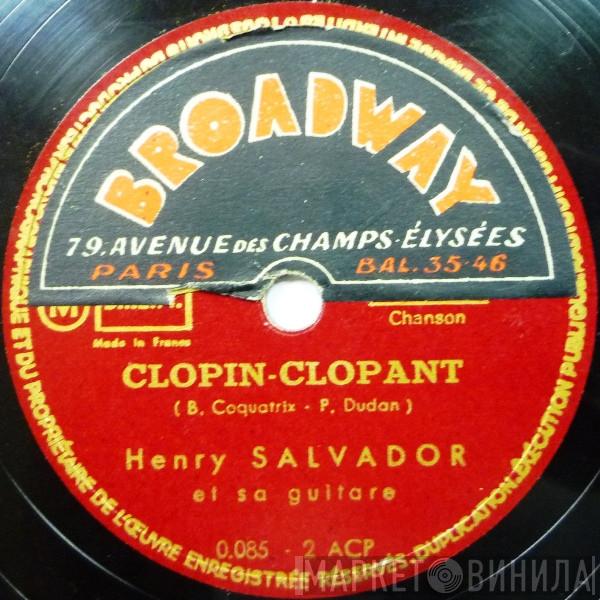 BROADWAY
79. AVENUE DES CHAMPS-ÉLYSÉES
PARIS BAL. 35-46
M
Made in France
Chanson
CLOPIN-CLOPANT
( B. Coquatrix - P. Dudan )
Henry SALVADOR
et sa guitare
0.085 - 2 ACP
ET DU PROPRIÉTAIRE DE L'ŒUVRE ENREGISTRÉE RÉSERVÉS-DUPLICATION, EXÉCUTION PUBLIQUE
МАРКЕТ ВИНИЛА